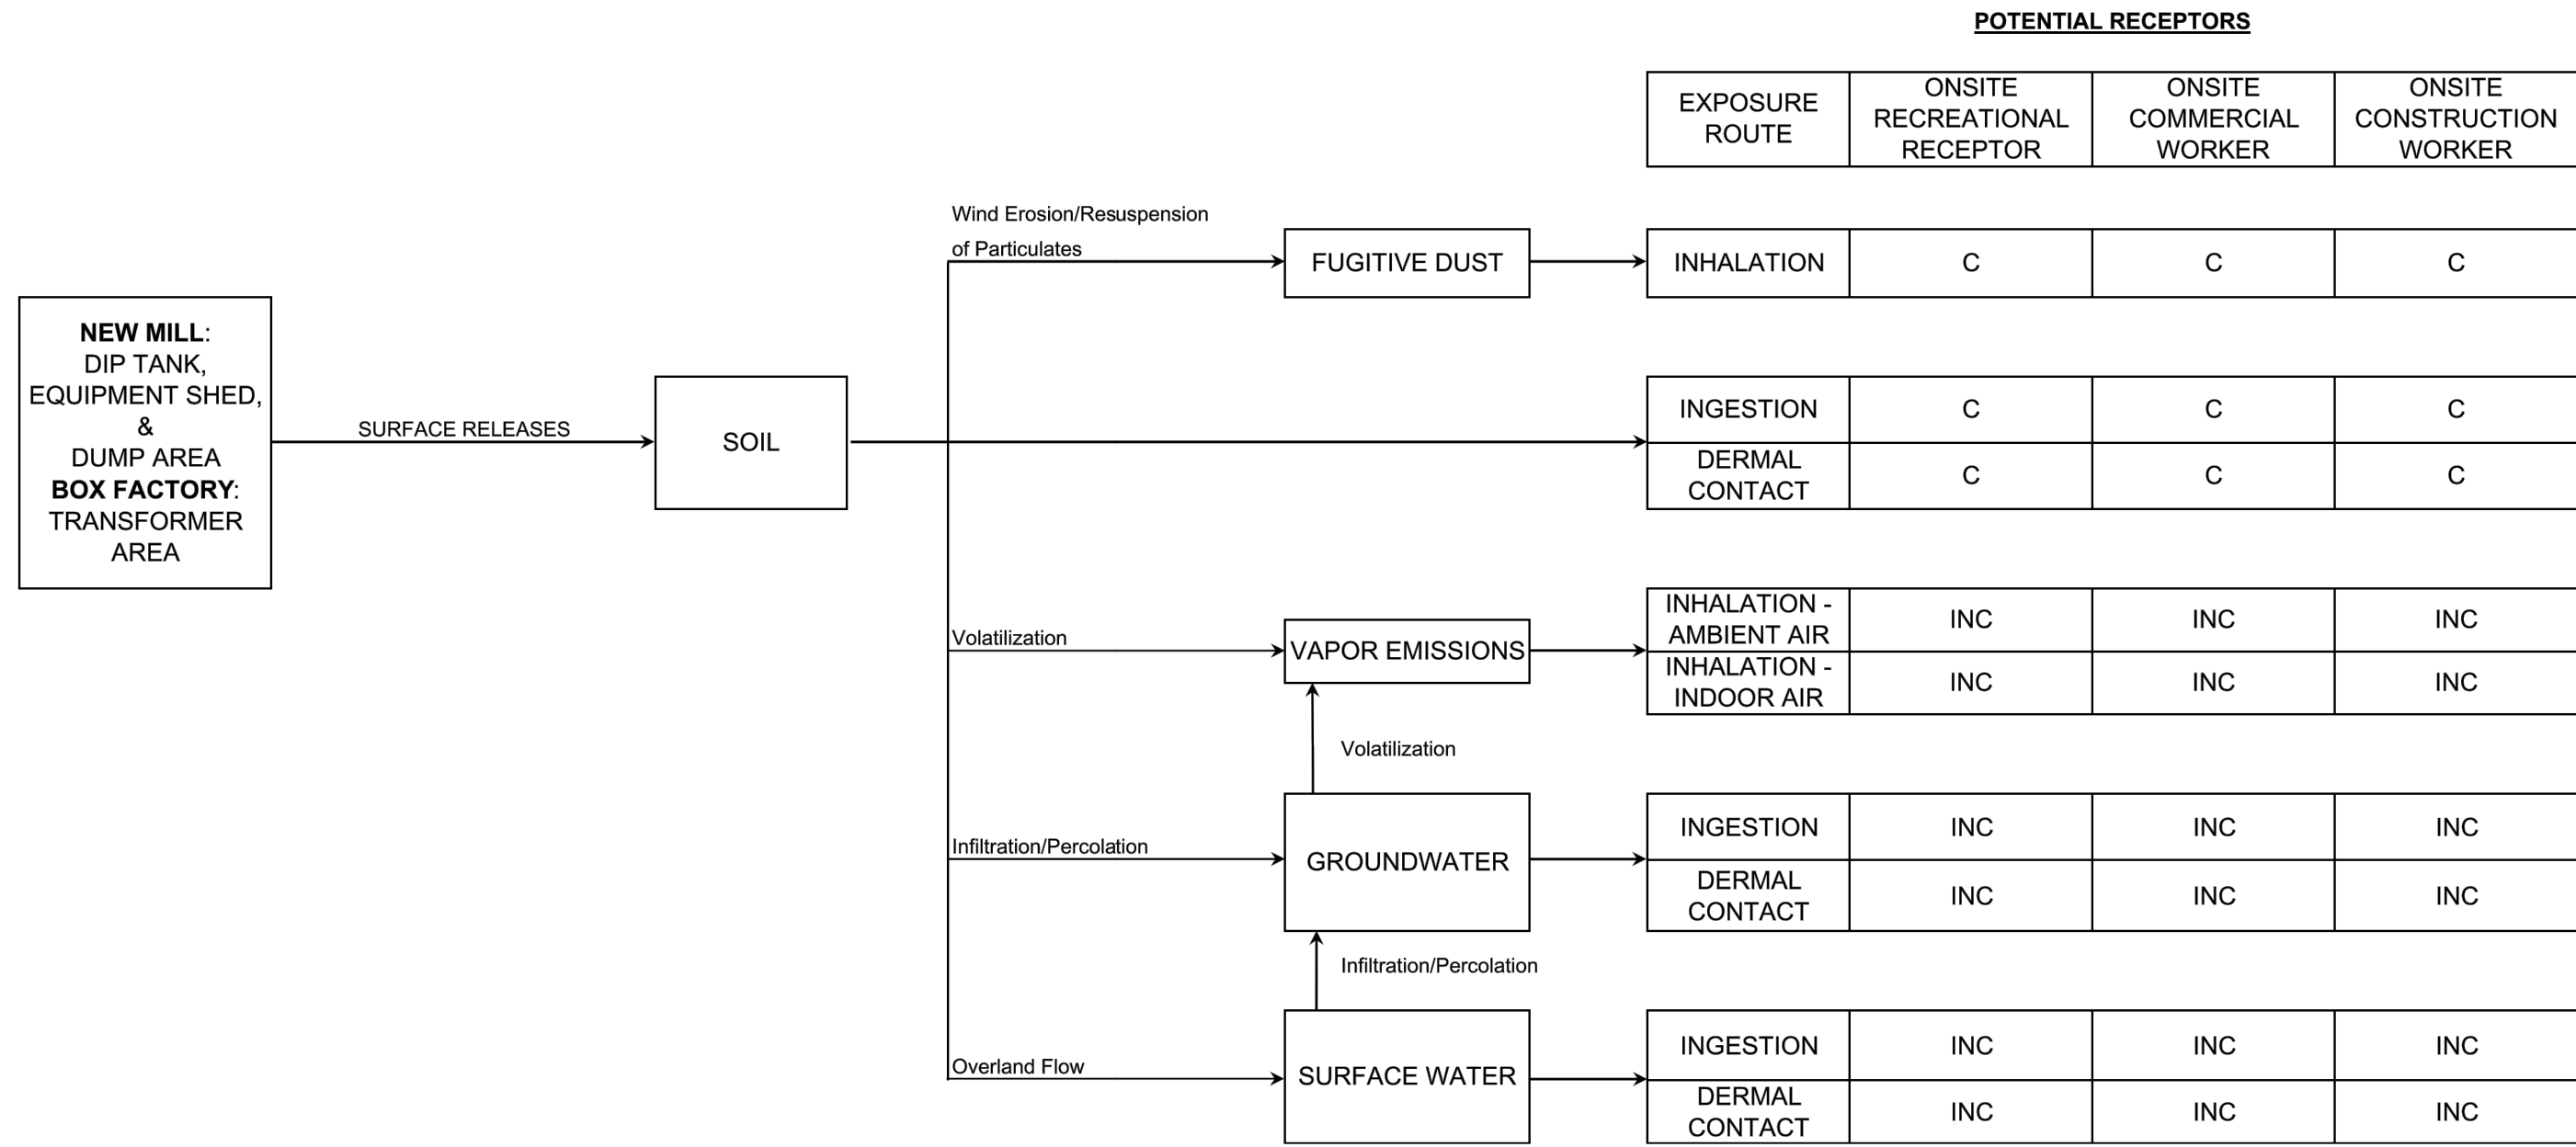 POTENTIAL RECEPTORS
EXPOSURE
ROUTE
ONSITE
RECREATIONAL
RECEPTOR
ONSITE
COMMERCIAL
WORKER
ONSITE
CONSTRUCTION
WORKER
Wind Erosion/Resuspension
of Particulates
FUGITIVE DUST
INHALATION
C
C
C
NEW MILL:
DIP TANK,
EQUIPMENT SHED,
&
DUMP AREA
BOX FACTORY:
TRANSFORMER
AREA
SURFACE RELEASES
SOIL
INGESTION
C
C
C
DERMAL
CONTACT
C
C
C
Volatilization
VAPOR EMISSIONS
INHALATION -
AMBIENT AIR
INC
INC
INC
INHALATION -
INDOOR AIR
INC
INC
INC
Volatilization
Infiltration/Percolation
GROUNDWATER
INGESTION
INC
INC
INC
DERMAL
CONTACT
INC
INC
INC
Infiltration/Percolation
Overland Flow
SURFACE WATER
INGESTION
INC
INC
INC
DERMAL
CONTACT
INC
INC
INC